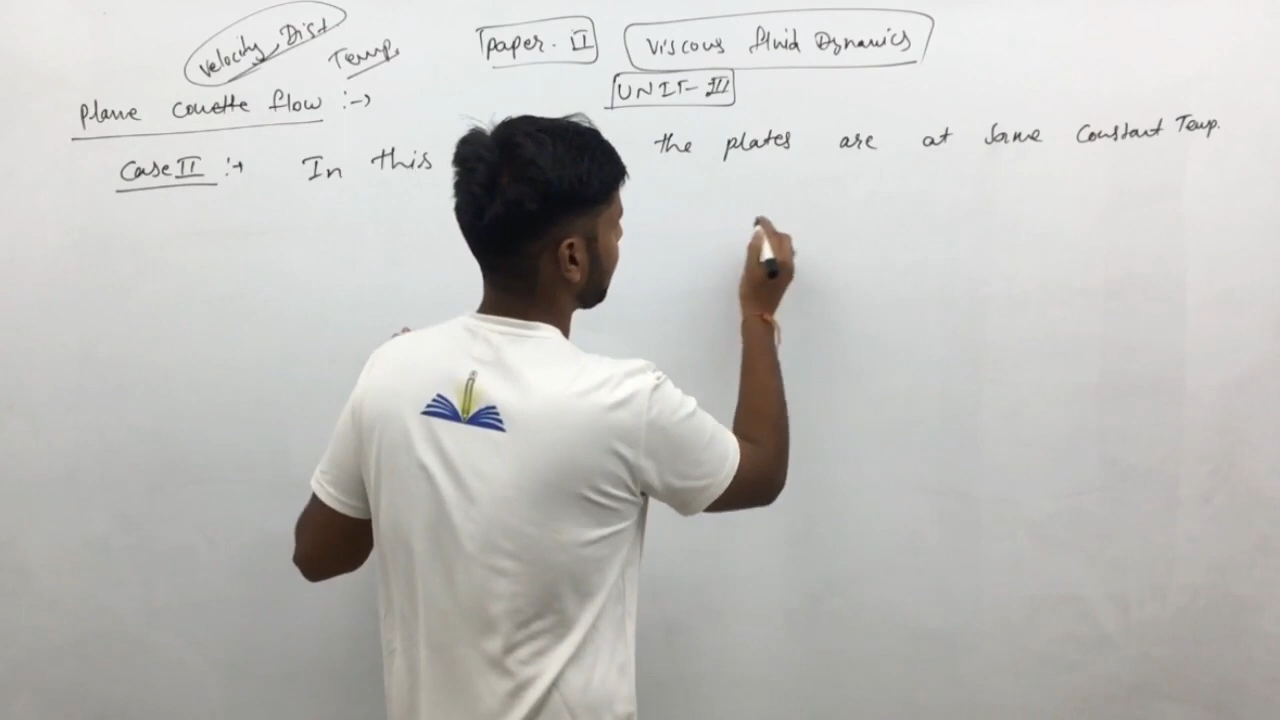 Velocity Dist
Temp.
Paper. II
Viscous fluid Dynamics
UNIT-III
Plane couette flow :->
Case II :-> In this the plates are at same Constant Temp.